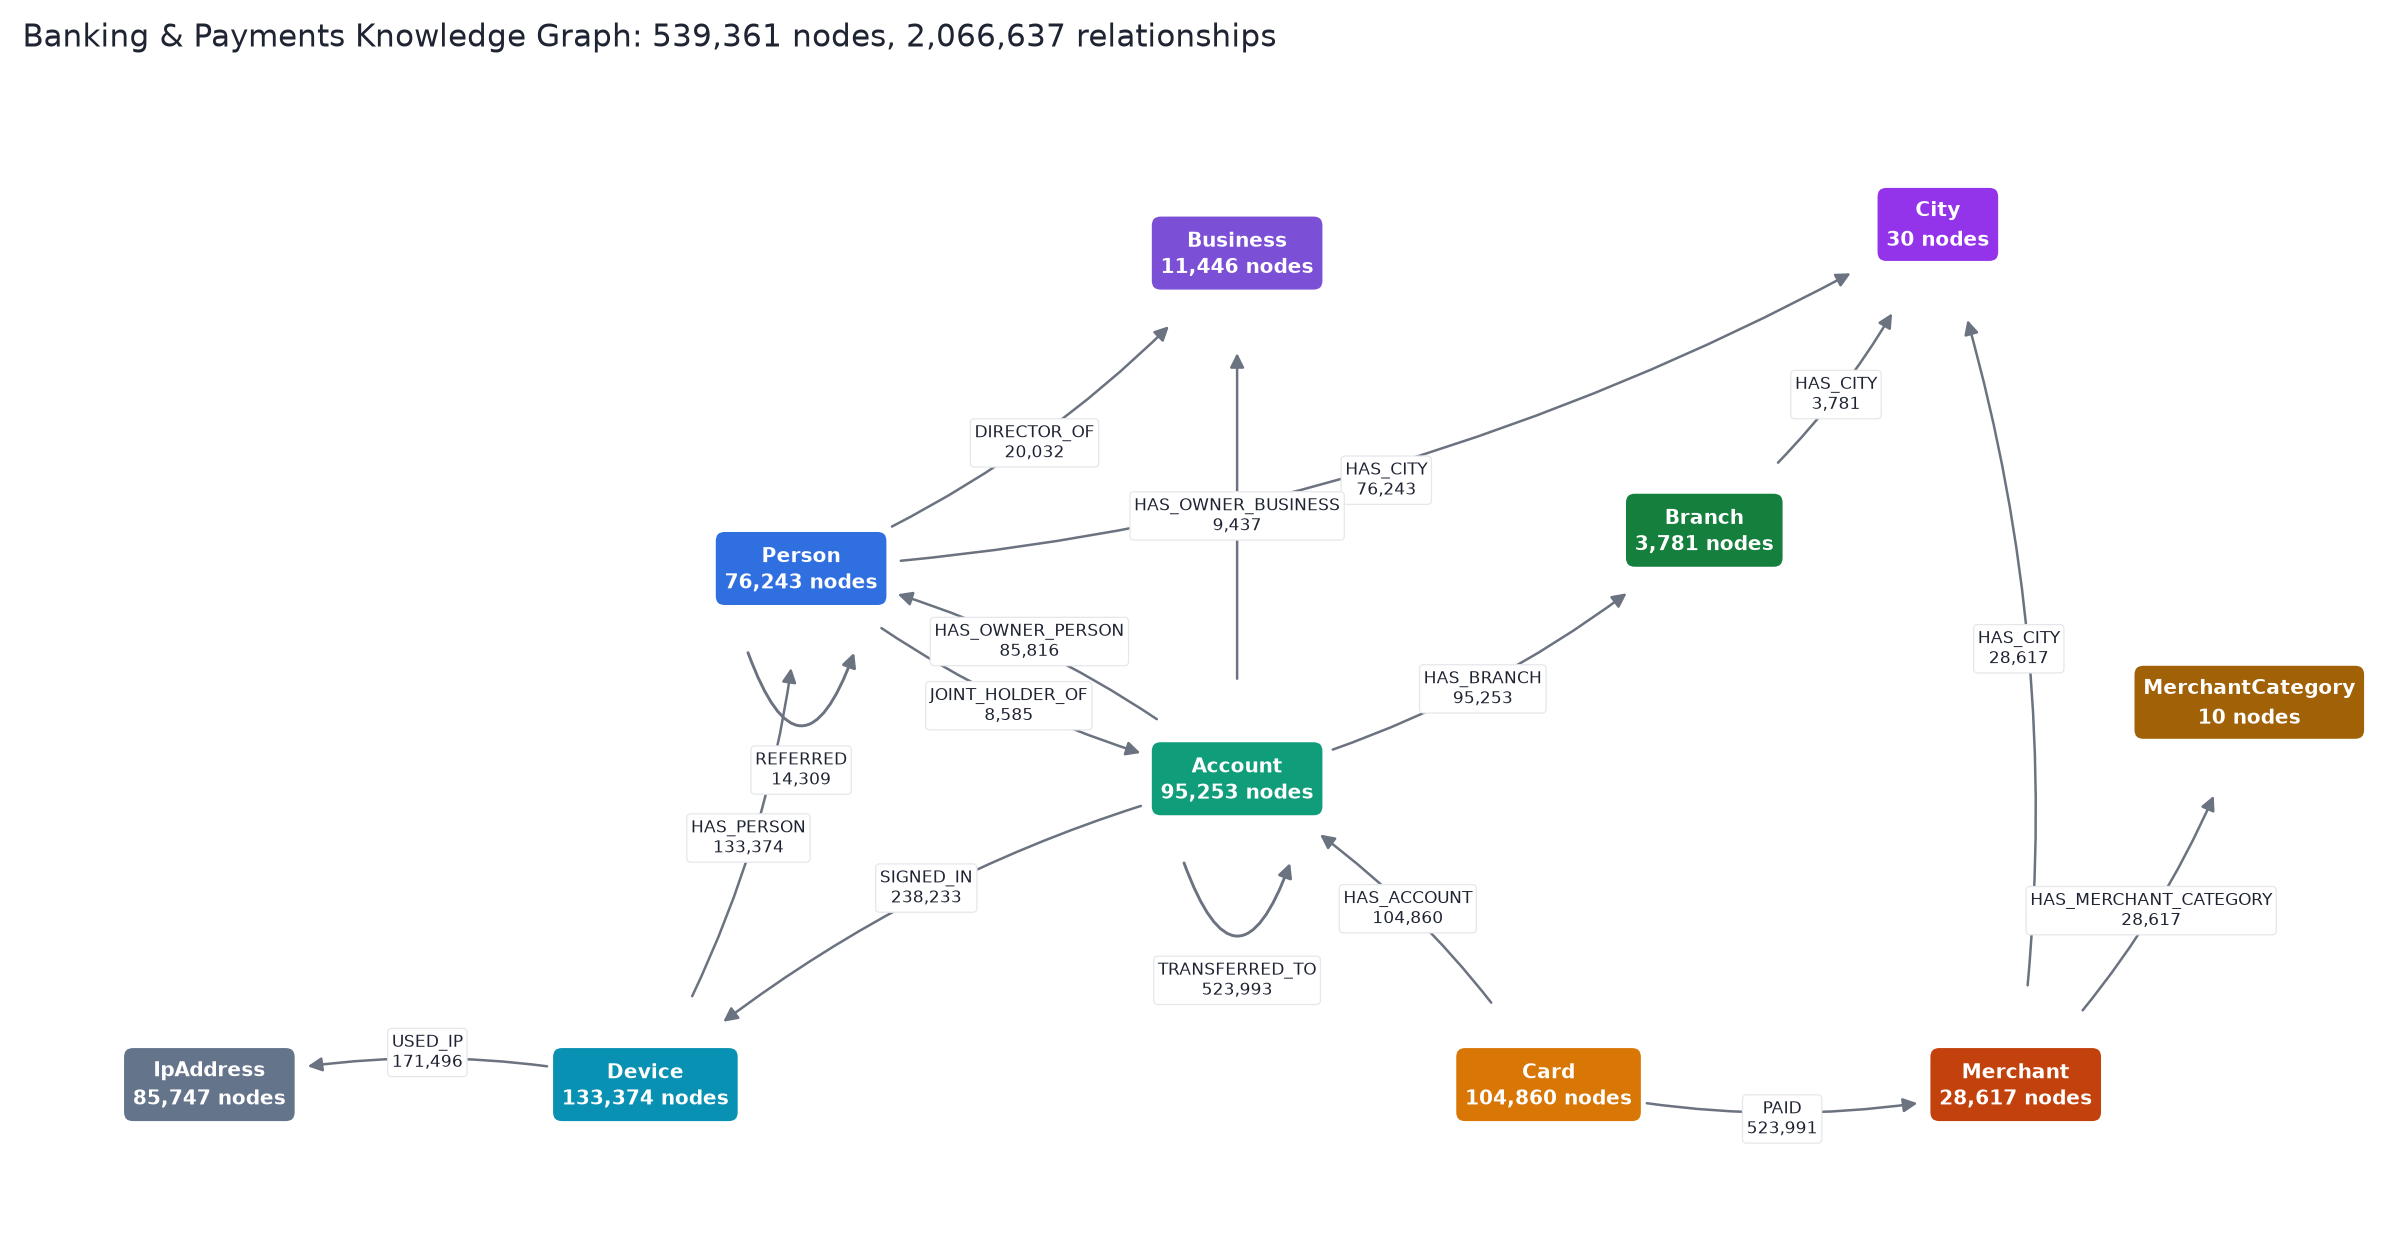 Banking & Payments Knowledge Graph: 539,361 nodes, 2,066,637 relationships
City
30 nodes
Business
11,446 nodes
HAS_CITY
3,781
DIRECTOR_OF
20,032
HAS_CITY
76,243
HAS_OWNER_BUSINESS
9,437
Branch
3,781 nodes
Person
76,243 nodes
HAS_OWNER_PERSON
85,816
HAS_CITY
28,617
HAS_BRANCH
95,253
MerchantCategory
10 nodes
JOINT_HOLDER_OF
8,585
REFERRED
14,309
Account
95,253 nodes
HAS_PERSON
133,374
SIGNED_IN
238,233
HAS_ACCOUNT
104,860
HAS_MERCHANT_CATEGORY
28,617
TRANSFERRED_TO
523,993
USED_IP
171,496
IpAddress
85,747 nodes
Device
133,374 nodes
Card
104,860 nodes
PAID
523,991
Merchant
28,617 nodes